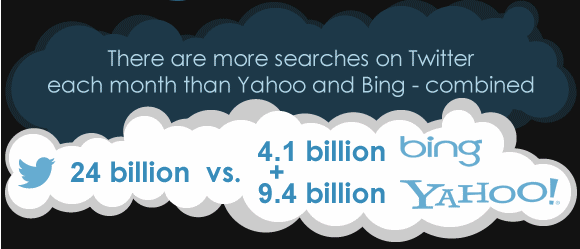 There are more searches on Twitter
each month than Yahoo and Bing - combined
24 billion vs. 4.1 billion bing
+
9.4 billion YAHOO!